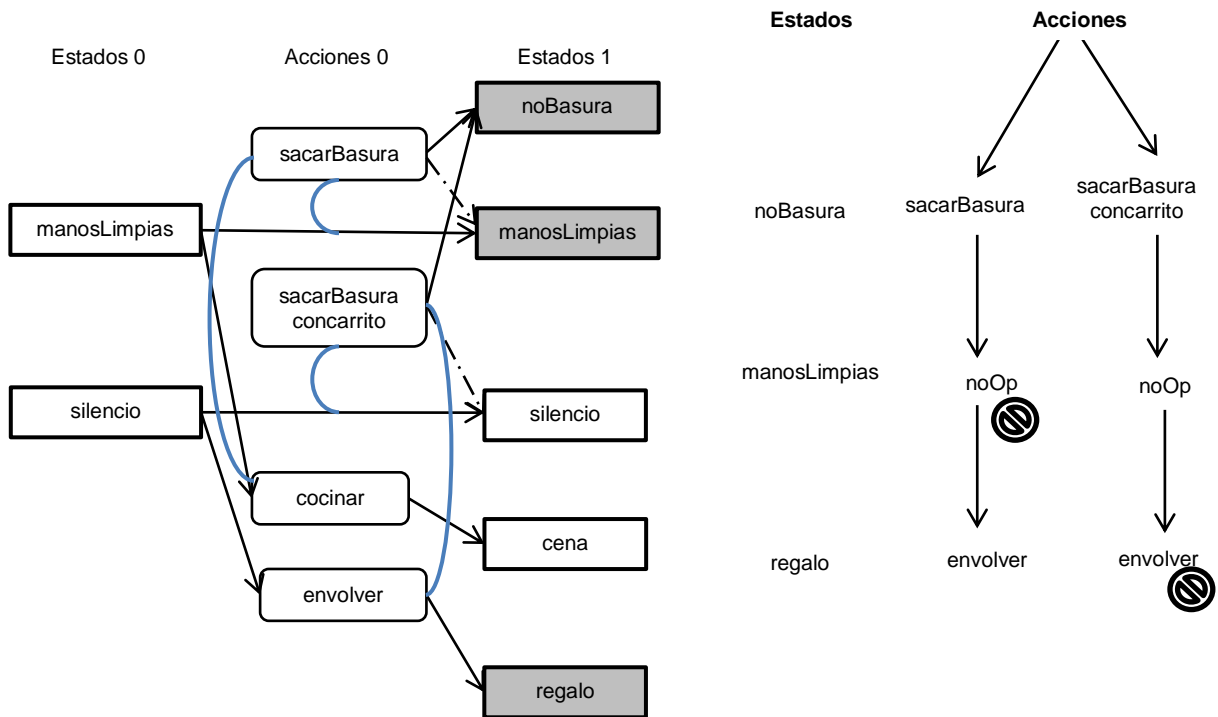 Estados 0
Acciones 0
Estados 1
noBasura
sacarBasura
manosLimpias
manosLimpias
sacarBasura
concarrito
silencio
silencio
cocinar
cena
envolver
regalo
Estados
Acciones
noBasura
sacarBasura
sacarBasura
concarrito
manosLimpias
noOp
noOp
regalo
envolver
envolver